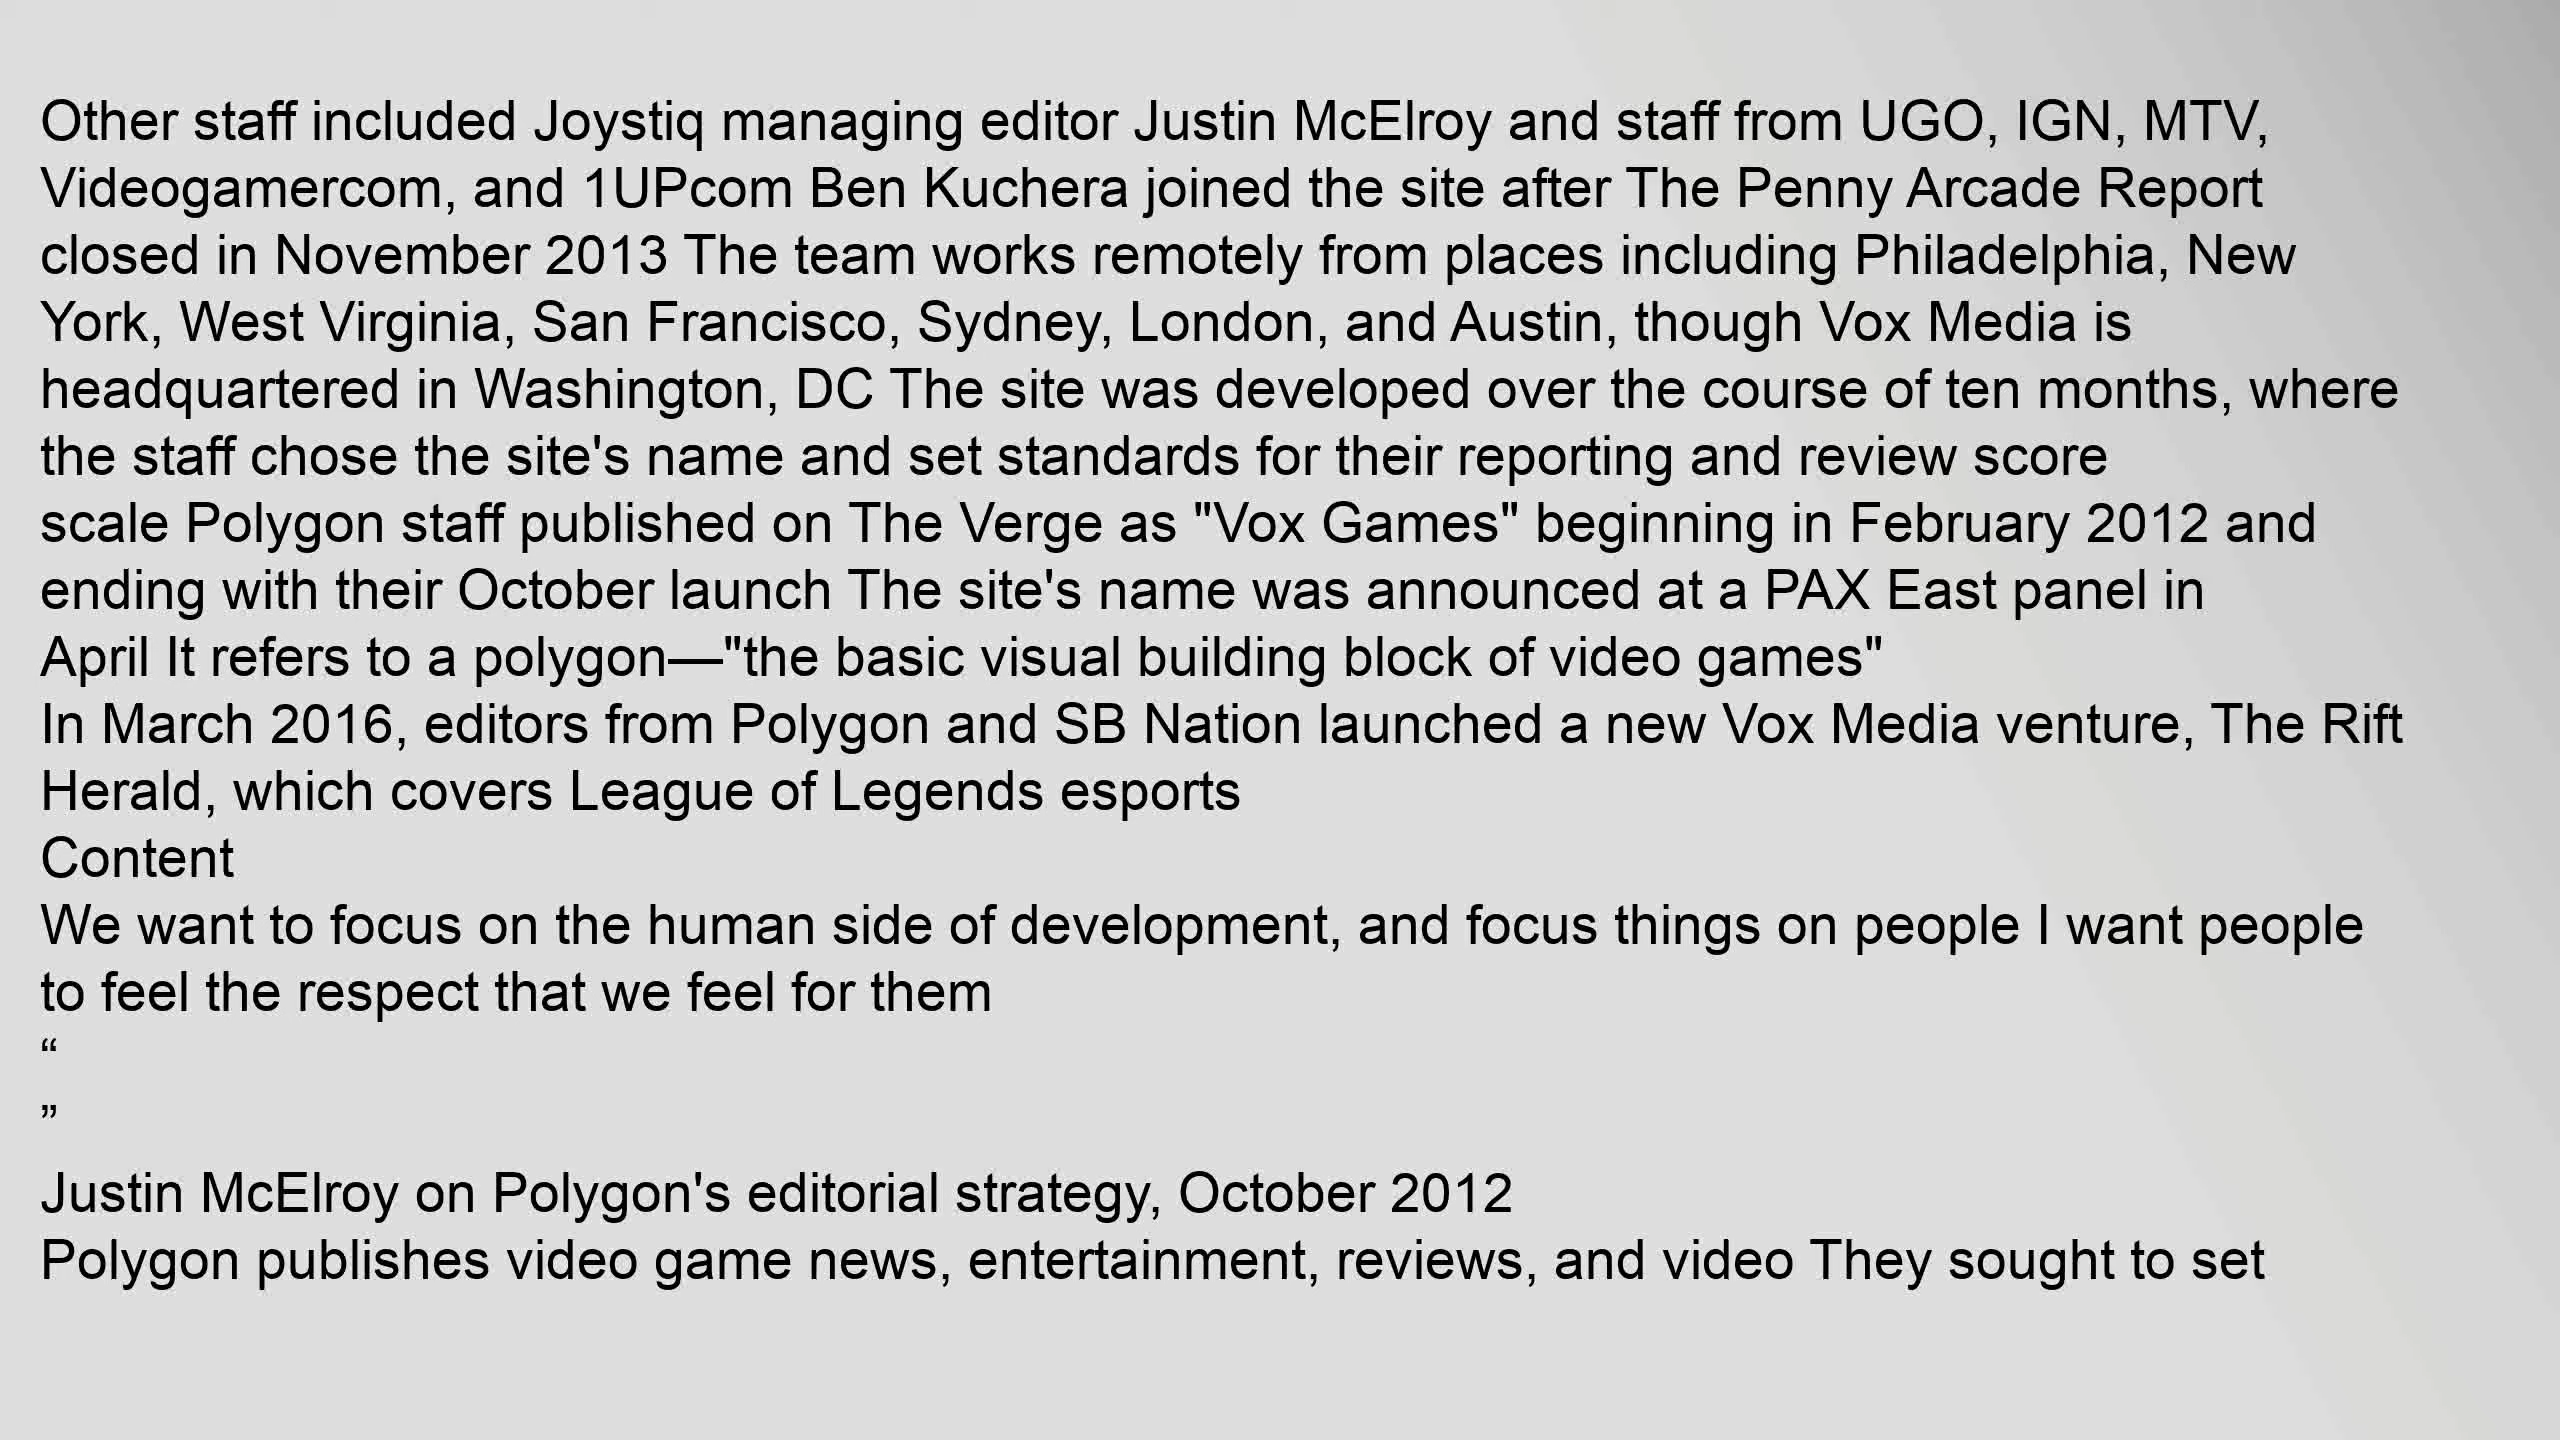 Other staff included Joystiq managing editor Justin McElroy and staff from UGO, IGN, MTV,
Videogamercom, and 1UPcom Ben Kuchera joined the site after The Penny Arcade Report
closed in November 2013 The team works remotely from places including Philadelphia, New
York, West Virginia, San Francisco, Sydney, London, and Austin, though Vox Media is
headquartered in Washington, DC The site was developed over the course of ten months, where
the staff chose the site's name and set standards for their reporting and review score
scale Polygon staff published on The Verge as "Vox Games" beginning in February 2012 and
ending with their October launch The site's name was announced at a PAX East panel in
April It refers to a polygon—"the basic visual building block of video games"
In March 2016, editors from Polygon and SB Nation launched a new Vox Media venture, The Rift
Herald, which covers League of Legends esports
Content
We want to focus on the human side of development, and focus things on people I want people
to feel the respect that we feel for them
“
”
Justin McElroy on Polygon's editorial strategy, October 2012
Polygon publishes video game news, entertainment, reviews, and video They sought to set